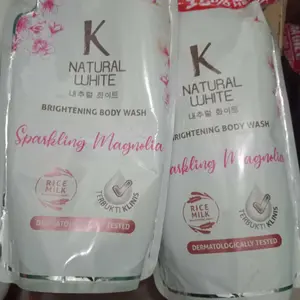 K
NATURAL
WHITE
내추럴 화이트
BRIGHTENING BODY WASH
Sparkling Magnolia
RICE
MILK
TERBUKTI KLINIS
DERMATOLOGICALLY TESTED
K
NATURAL
WHITE
내추럴 화이트
BRIGHTENING BODY WASH
Sparkling Magnolia
RICE
MILK
TERBUKTI KLINIS
DERMATOLOGICALLY TESTED